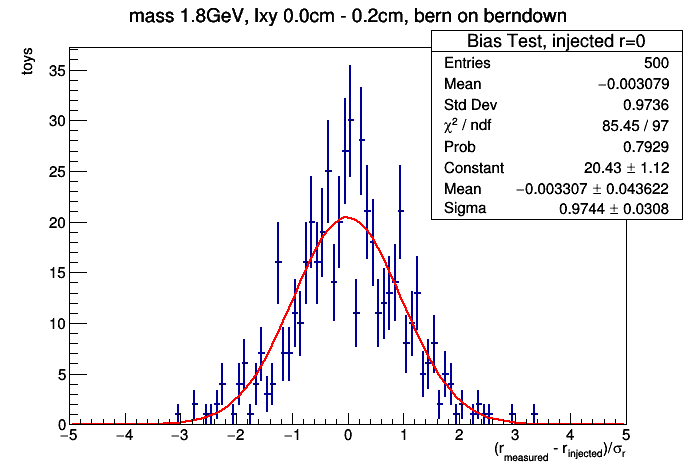 mass 1.8GeV, lxy 0.0cm - 0.2cm, bern on berndown
Bias Test, injected r=0
Entries 500
Mean −0.003079
Std Dev 0.9736
χ² / ndf 85.45 / 97
Prob 0.7929
Constant 20.43 ± 1.12
Mean −0.003307 ± 0.043622
Sigma 0.9744 ± 0.0308
toys
35
30
25
20
15
10
5
0
−5 −4 −3 −2 −1 0 1 2 3 4 5
(r_measured - r_injected)/σ_r